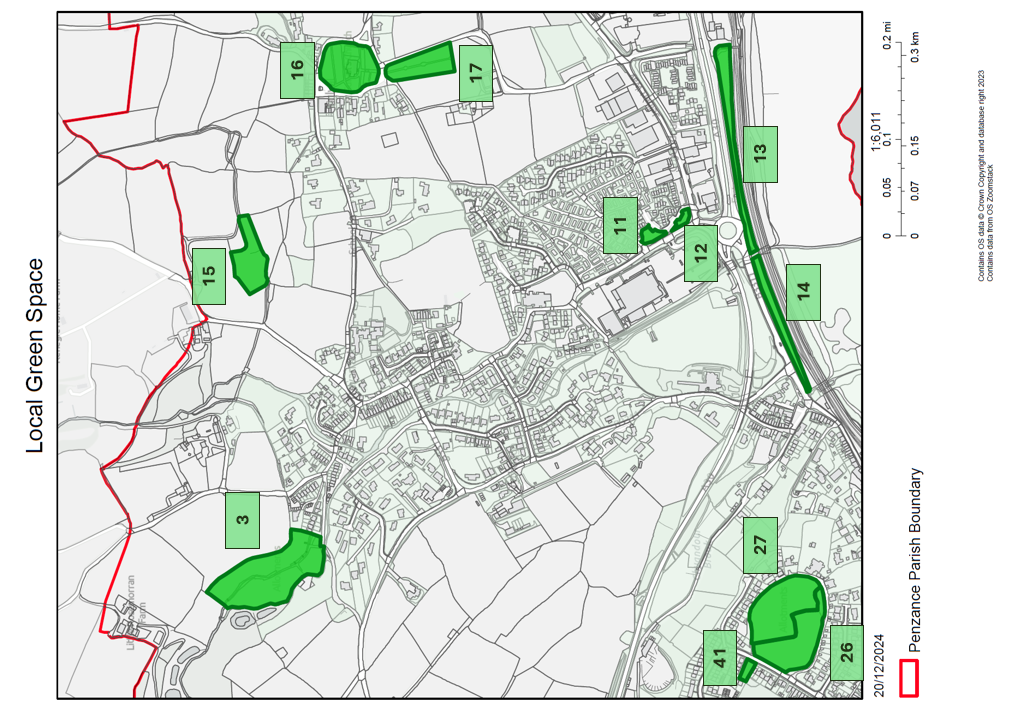 Local Green Space
16
17
15
13
11
12
14
3
27
41
26
20/12/2024
Penzance Parish Boundary
1:6,011
0 0.05 0.1 0.2 mi
0 0.07 0.15 0.3 km
Contains OS data © Crown Copyright and database right 2023
Contains data from OS Zoomstack